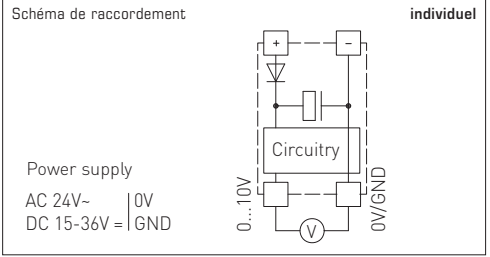 Schéma de raccordement
individuel
+ −
Circuitry
Power supply
AC 24V~ | 0V
DC 15-36V = | GND
0...10V
0V/GND
V